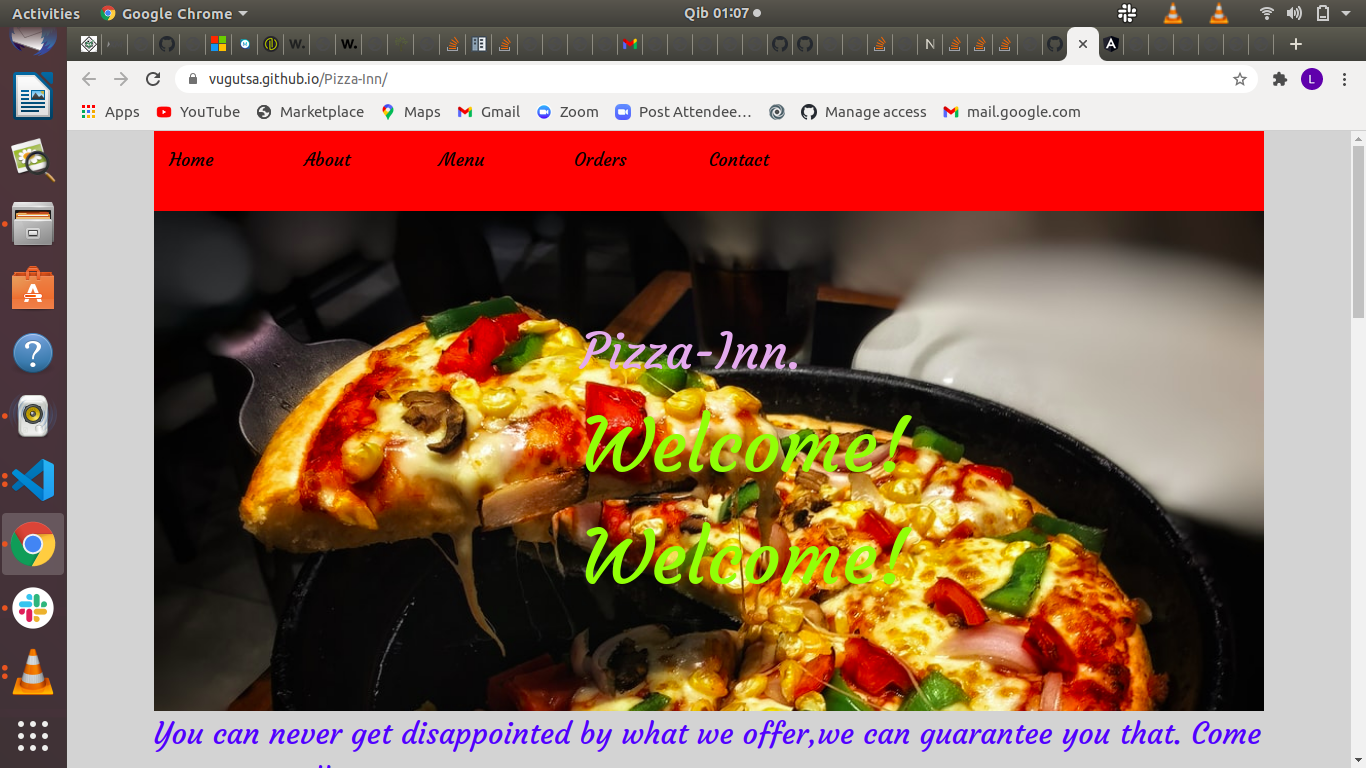 Activities Google Chrome Qib 01:07
W. W. N
vugutsa.github.io/Pizza-Inn/ L
Apps YouTube Marketplace Maps Gmail Zoom Post Attendee… Manage access mail.google.com
Home About Menu Orders Contact
Pizza-Inn.
Welcome!
Welcome!
You can never get disappointed by what we offer,we can guarantee you that. Come